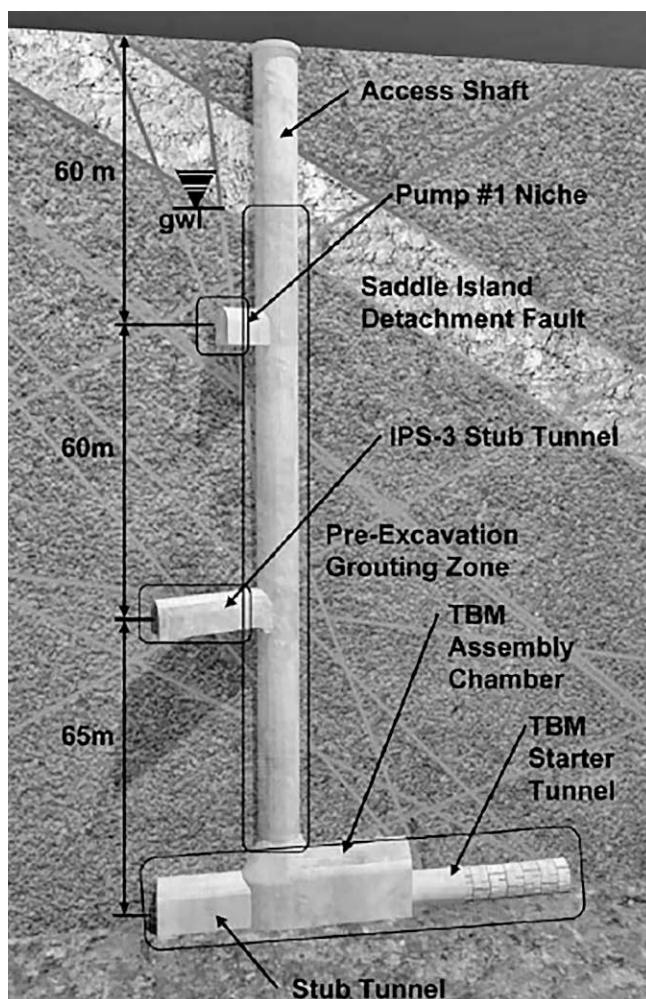 Access Shaft
60 m
Pump #1 Niche
gwl
Saddle Island
Detachment Fault
60m
IPS-3 Stub Tunnel
Pre-Excavation
Grouting Zone
TBM
Assembly
Chamber
65m
TBM
Starter
Tunnel
Stub Tunnel